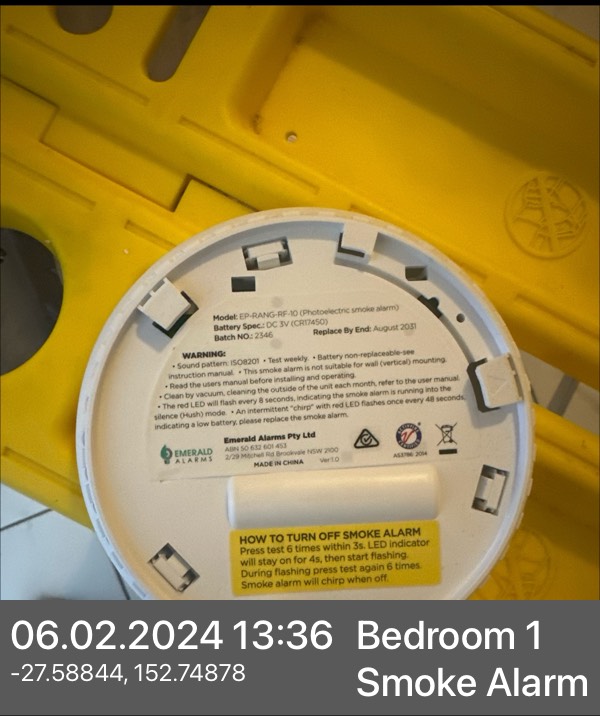 Model: EP-RANG-RF-10 (Photoelectric smoke alarm)
Battery Spec.: DC 3V (CR17450)
Batch NO.: 2346 Replace By End: August 2031
WARNING:
• Sound pattern: ISO8201 • Test weekly. • Battery non-replaceable-see
instruction manual. • This smoke alarm is not suitable for wall (vertical) mounting.
• Read the users manual before installing and operating.
• Clean by vacuum, cleaning the outside of the unit each month, refer to the user manual.
• The red LED will flash every 8 seconds, indicating the smoke alarm is running into the
silence (Hush) mode. • An intermittent "chirp" with red LED flashes once every 48 seconds,
indicating a low battery, please replace the smoke alarm.
EMERALD
ALARMS
Emerald Alarms Pty Ltd
ABN 50 632 601 453
2/29 Mitchell Rd Brookvale NSW 2100
MADE IN CHINA Ver1.0
AS3786: 2014
HOW TO TURN OFF SMOKE ALARM
Press test 6 times within 3s. LED indicator
will stay on for 4s, then start flashing.
During flashing press test again 6 times.
Smoke alarm will chirp when off.
06.02.2024 13:36
-27.58844, 152.74878
Bedroom 1
Smoke Alarm